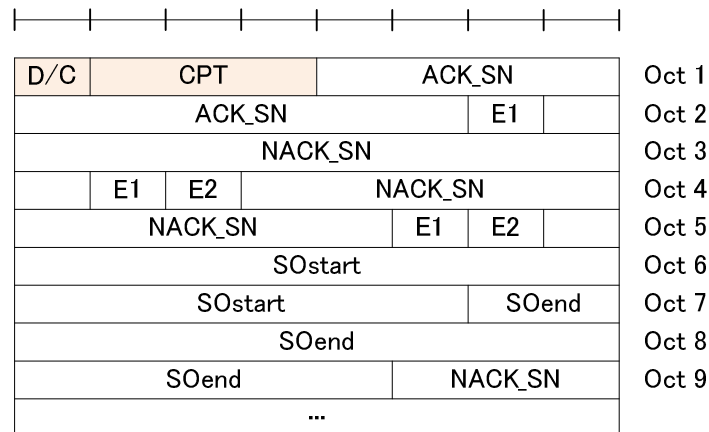 D/C CPT ACK_SN Oct 1
ACK_SN E1 Oct 2
NACK_SN Oct 3
E1 E2 NACK_SN Oct 4
NACK_SN E1 E2 Oct 5
SOstart Oct 6
SOstart SOend Oct 7
SOend Oct 8
SOend NACK_SN Oct 9
...